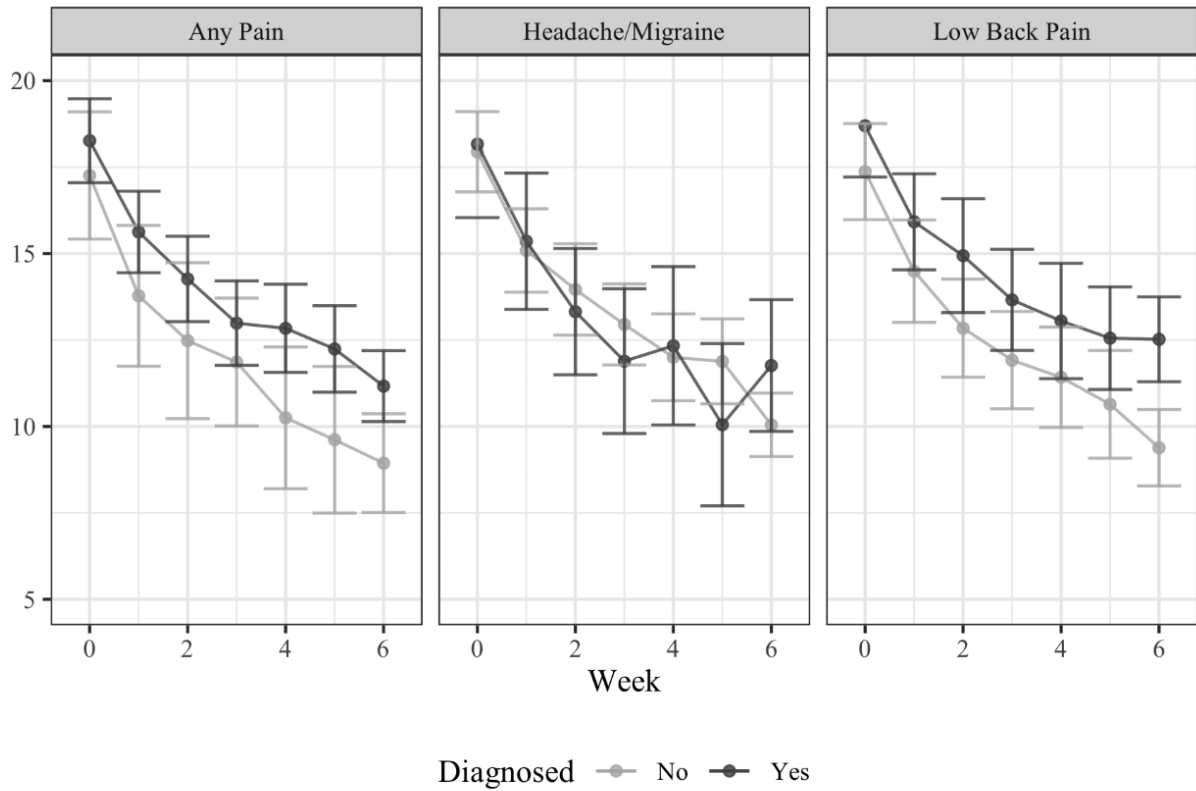 Any Pain
Headache/Migraine
Low Back Pain
20
15
10
5
0 2 4 6 0 2 4 6 0 2 4 6
Week
Diagnosed No Yes